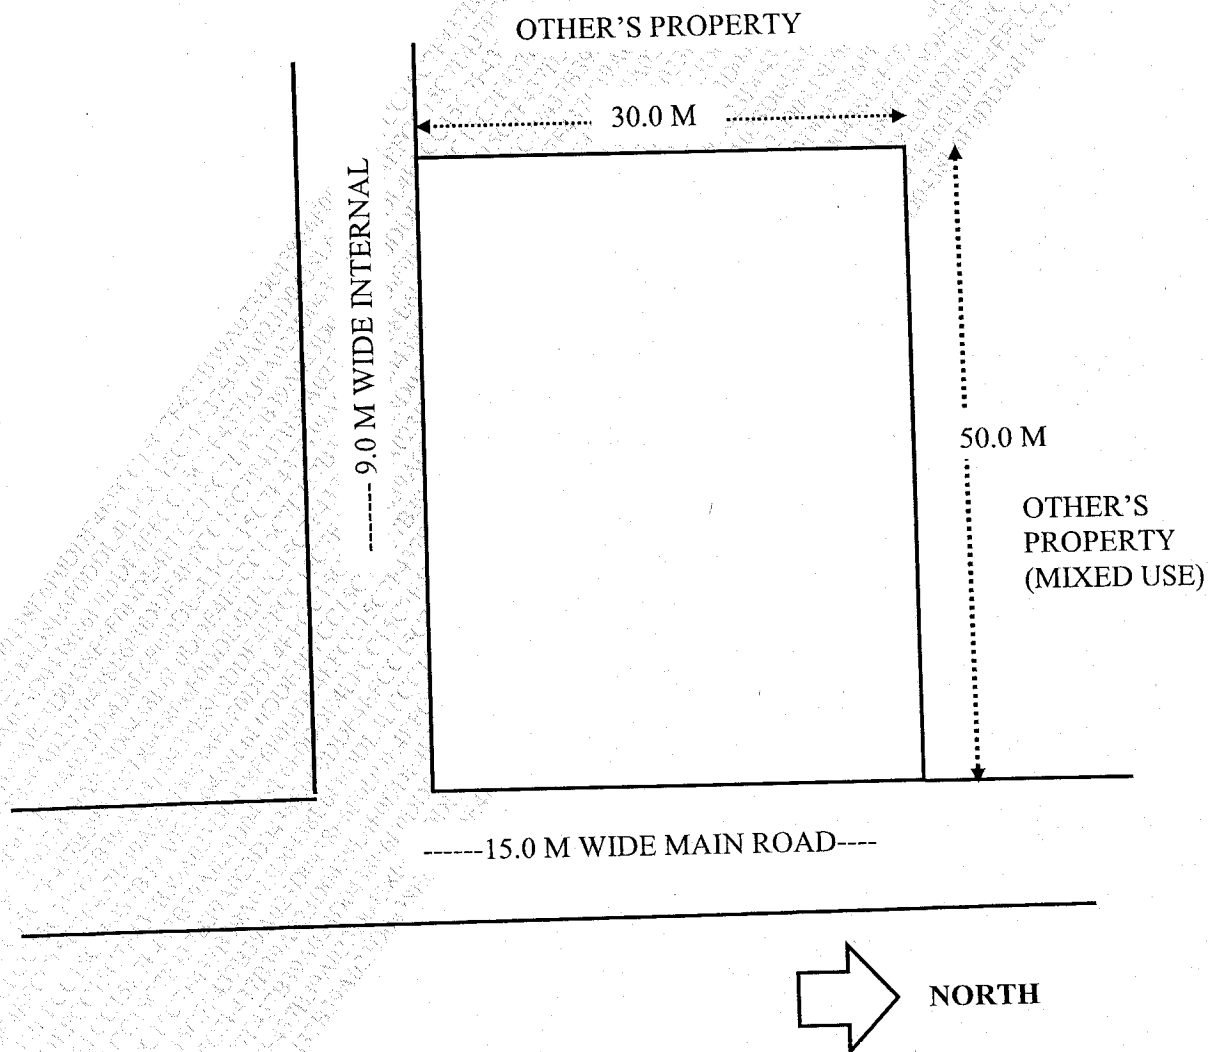 OTHER'S PROPERTY
30.0 M
-------- 9.0 M WIDE INTERNAL
50.0 M
OTHER'S
PROPERTY
(MIXED USE)
------15.0 M WIDE MAIN ROAD----
NORTH